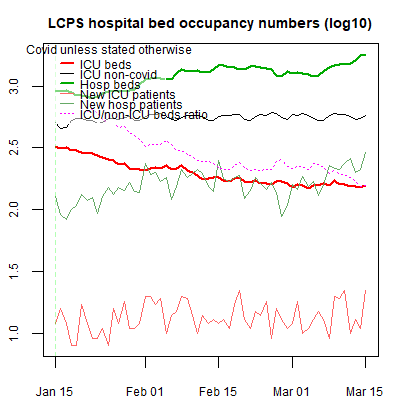 LCPS hospital bed occupancy numbers (log10)
Covid unless stated otherwise
ICU beds
ICU non-covid
Hosp beds
New ICU patients
New hosp patients
ICU/non-ICU beds ratio
3.0
2.5
2.0
1.5
1.0
Jan 15
Feb 01
Feb 15
Mar 01
Mar 15